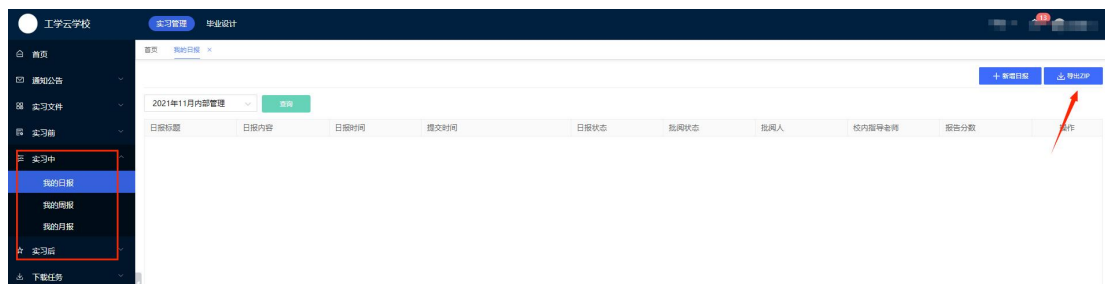 工学云学校 实习管理 毕业设计 13
首页 首页 我的日报 ×
通知公告 + 新增日报 导出ZIP
实习文件 2021年11月内部管理 查询
实习前 日报标题 日报内容 日报时间 提交时间 日报状态 批阅状态 批阅人 校内指导老师 报告分数 操作
实习中
我的日报
我的周报
我的月报
实习后
下载任务